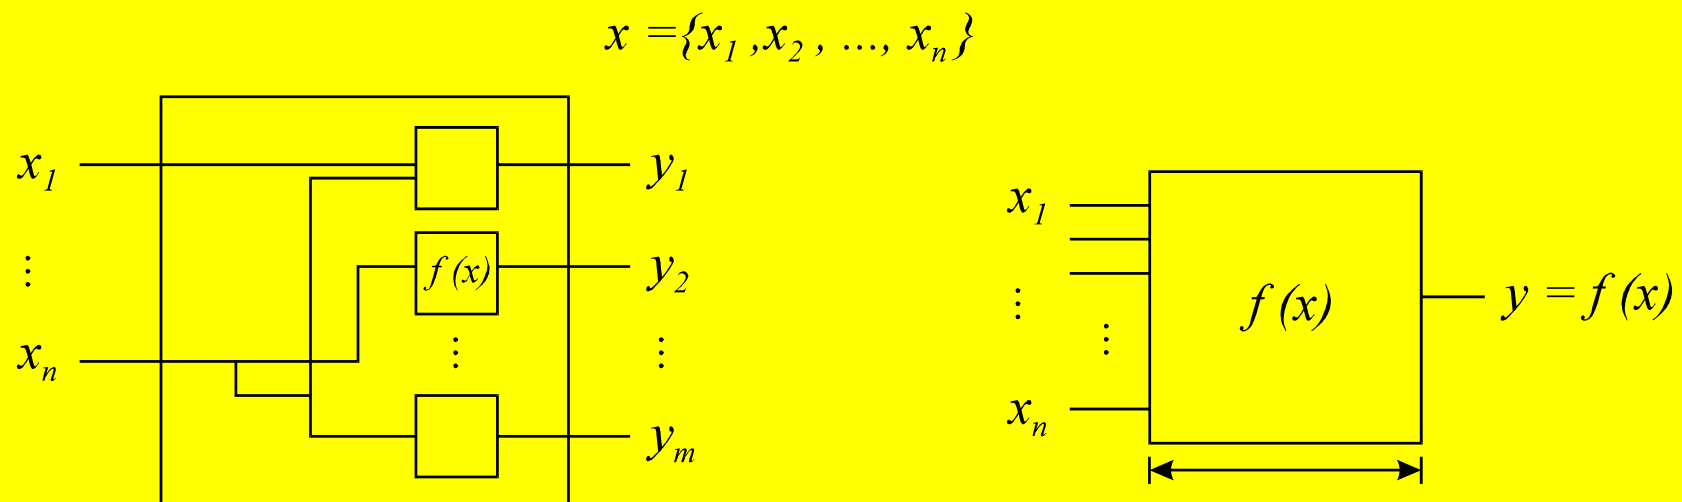 x = {x₁, x₂, ..., xₙ}
x₁
⋮
xₙ
f(x)
⋮
y₁
y₂
⋮
yₘ
x₁
⋮
⋮
xₙ
f(x)
y = f(x)